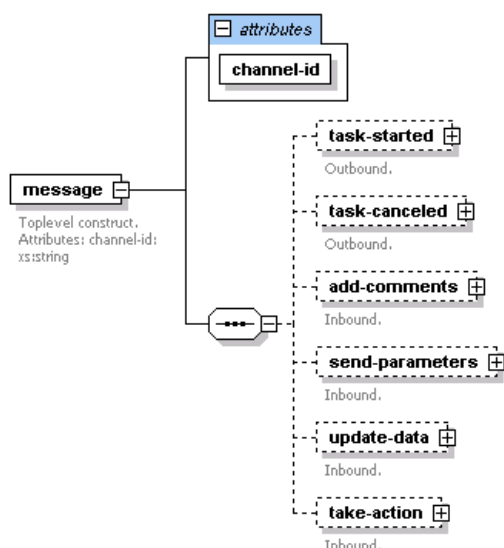 attributes
channel-id
message
Toplevel construct.
Attributes: channel-id:
xs:string
task-started
Outbound.
task-canceled
Outbound.
add-comments
Inbound.
send-parameters
Inbound.
update-data
Inbound.
take-action
Inbound.